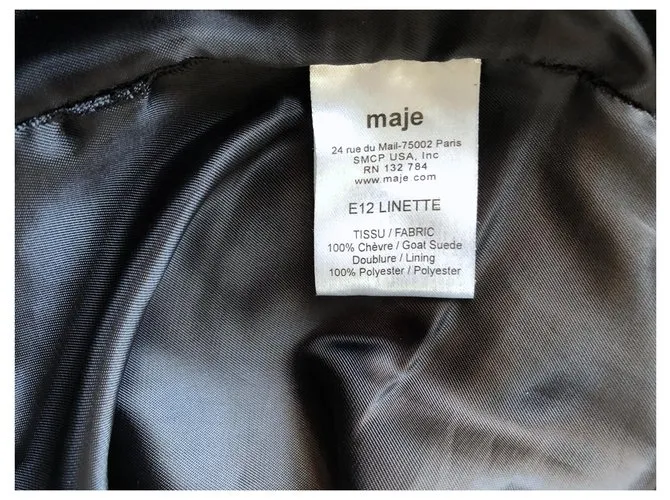 maje
24 rue du Mail-75002 Paris
SMCP USA, Inc
RN 132 784
www.maje.com
E12 LINETTE
TISSU / FABRIC
100% Chèvre / Goat Suede
Doublure / Lining
100% Polyester / Polyester